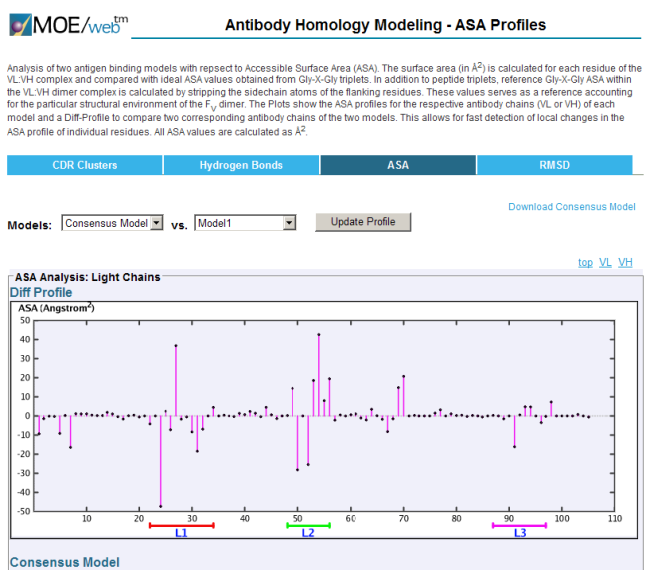 MOE/web™
Antibody Homology Modeling - ASA Profiles
Analysis of two antigen binding models with repsect to Accessible Surface Area (ASA). The surface area (in Å²) is calculated for each residue of the
VL:VH complex and compared with ideal ASA values obtained from Gly-X-Gly triplets. In addition to peptide triplets, reference Gly-X-Gly ASA within
the VL:VH dimer complex is calculated by stripping the sidechain atoms of the flanking residues. These values serves as a reference accounting
for the particular structural environment of the FV dimer. The Plots show the ASA profiles for the respective antibody chains (VL or VH) of each
model and a Diff-Profile to compare two corresponding antibody chains of the two models. This allows for fast detection of local changes in the
ASA profile of individual residues. All ASA values are calculated as Å².
CDR Clusters Hydrogen Bonds ASA RMSD
Download Consensus Model
Models: Consensus Model vs. Model1 Update Profile
top VL VH
ASA Analysis: Light Chains
Diff Profile
ASA (Angstrom²)
50
40
30
20
10
0
-10
-20
-30
-40
-50
10 20 30 40 50 60 70 80 90 100 110
L1 L2 L3
Consensus Model